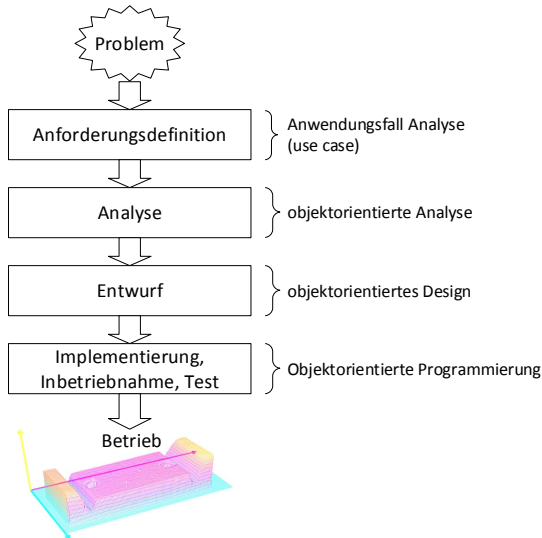 Problem
Anforderungsdefinition
Anwendungsfall Analyse
(use case)
Analyse
objektorientierte Analyse
Entwurf
objektorientiertes Design
Implementierung,
Inbetriebnahme, Test
Objektorientierte Programmierung
Betrieb